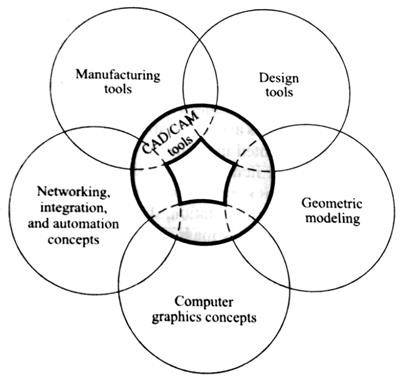 Manufacturing
tools
Design
tools
CAD/CAM
tools
Networking,
integration,
and automation
concepts
Geometric
modeling
Computer
graphics concepts